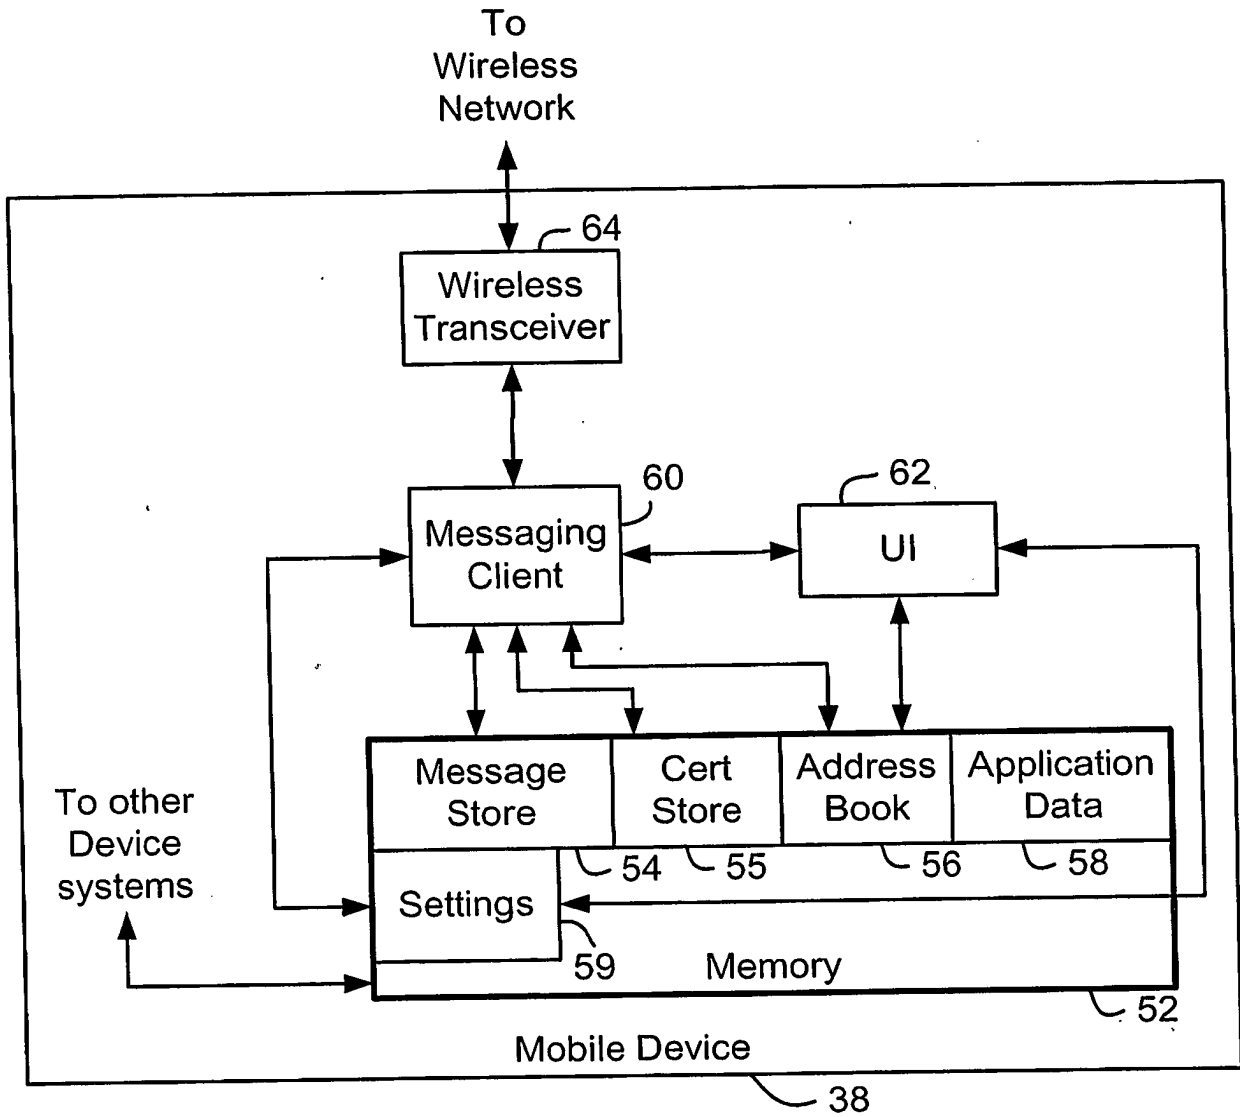 To
Wireless
Network
64
Wireless
Transceiver
60
Messaging
Client
62
UI
Message
Store
Cert
Store
Address
Book
Application
Data
54
55
56
58
To other
Device
systems
Settings
59
Memory
52
Mobile Device
38